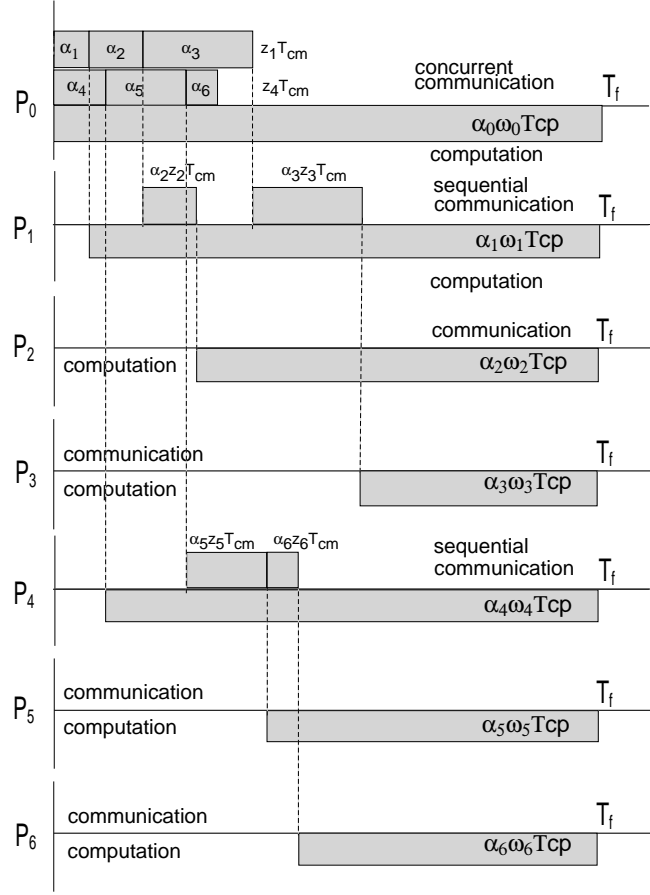 α1 α2 α3 z1Tcm
α4 α5 α6 z4Tcm
concurrent
communication
Tf
P0
α0ω0Tcp
computation
α2z2Tcm α3z3Tcm
sequential
communication
Tf
P1
α1ω1Tcp
computation
communication
Tf
P2
computation
α2ω2Tcp
communication
Tf
P3
computation
α3ω3Tcp
α5z5Tcm α6z6Tcm
sequential
communication
Tf
P4
α4ω4Tcp
communication
Tf
P5
computation
α5ω5Tcp
communication
Tf
P6
computation
α6ω6Tcp